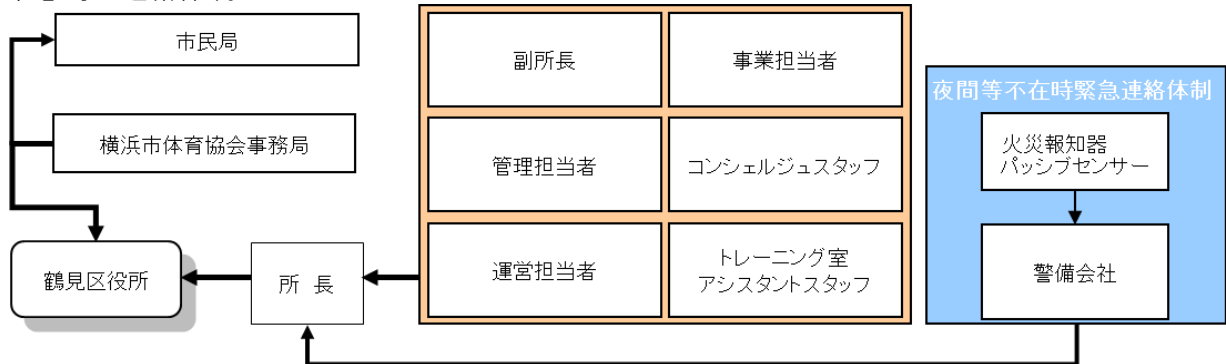 市民局
横浜市体育協会事務局
鶴見区役所
所 長
副所長
事業担当者
管理担当者
コンシェルジュスタッフ
運営担当者
トレーニング室
アシスタントスタッフ
夜間等不在時緊急連絡体制
火災報知器
パッシブセンサー
警備会社